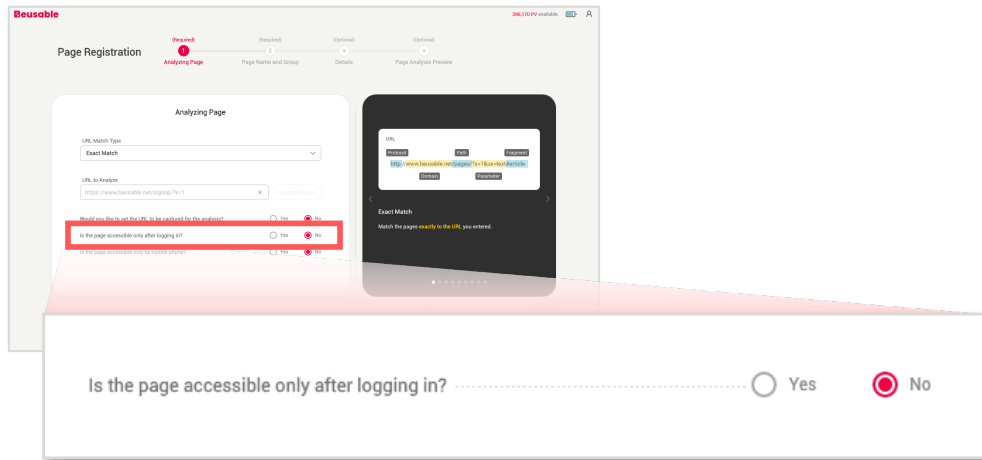 Beusable
396,170 PV available
Page Registration
(Required)
(Required)
(Optional)
(Optional)
1
2
Analyzing Page
Page Name and Group
Details
Page Analysis Preview
Analyzing Page
URL Match Type
Exact Match
URL to Analyze
https://www.beusable.net/signup/?n=1
Would you like to set the URL to be captured for the analysis?
Yes
No
Is the page accessible only after logging in?
Yes
No
Is the page accessible only by mobile phone?
Yes
No
URL
Protocol
Path
Fragment
http://www.beusable.net/pages/?n=1&un=text#article
Domain
Parameter
Exact Match
Match the pages exactly to the URL you entered.
Is the page accessible only after logging in?
Yes
No